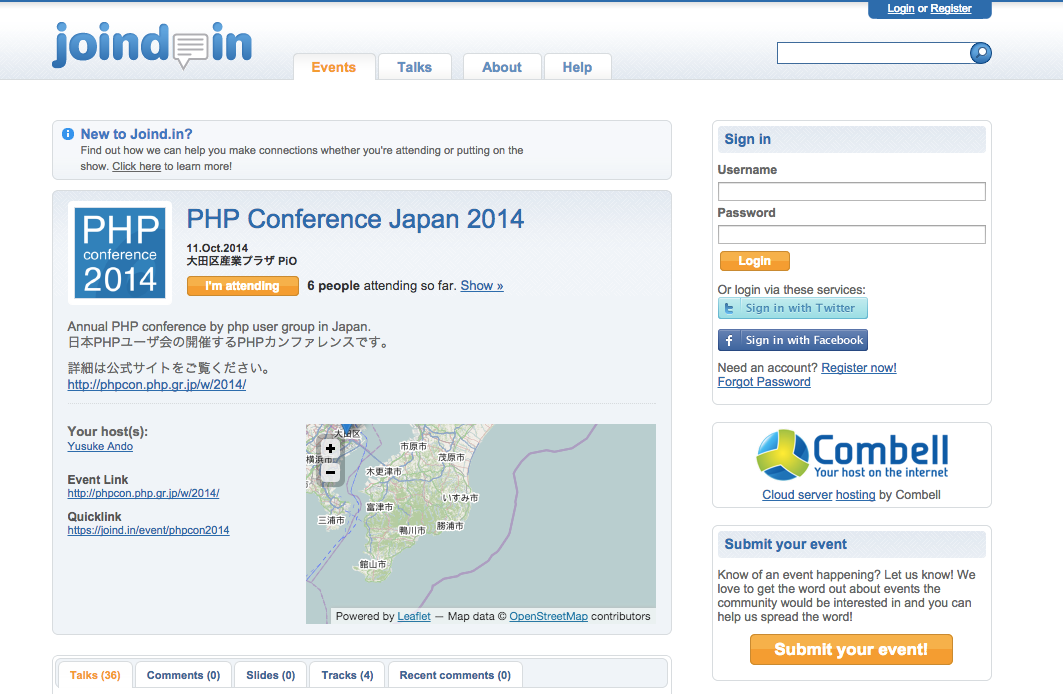 Login or Register
joind in
Events
Talks
About
Help
New to Joind.in?
Find out how we can help you make connections whether you're attending or putting on the
show. Click here to learn more!
PHP
conference
2014
PHP Conference Japan 2014
11.Oct.2014
大田区産業プラザ PiO
I'm attending
6 people attending so far. Show »
Annual PHP conference by php user group in Japan.
日本PHPユーザ会の開催するPHPカンファレンスです。
詳細は公式サイトをご覧ください。
http://phpcon.php.gr.jp/w/2014/
Your host(s):
Yusuke Ando
Event Link
http://phpcon.php.gr.jp/w/2014/
Quicklink
https://joind.in/event/phpcon2014
+
−
大田区
横浜市
市原市
茂原市
木更津市
いすみ市
富津市
三浦市
鴨川市
勝浦市
館山市
Powered by Leaflet — Map data © OpenStreetMap contributors
Talks (36)
Comments (0)
Slides (0)
Tracks (4)
Recent comments (0)
Sign in
Username
Password
Login
Or login via these services:
Sign in with Twitter
Sign in with Facebook
Need an account? Register now!
Forgot Password
Combell
Your host on the internet
Cloud server hosting by Combell
Submit your event
Know of an event happening? Let us know! We
love to get the word out about events the
community would be interested in and you can
help us spread the word!
Submit your event!